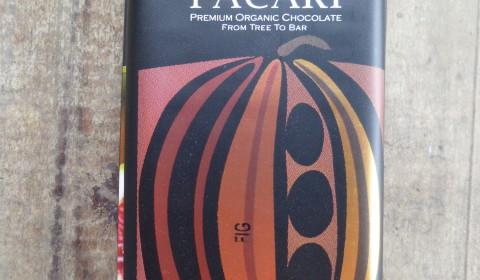 PACARI
PREMIUM ORGANIC CHOCOLATE
FROM TREE TO BAR
FIG